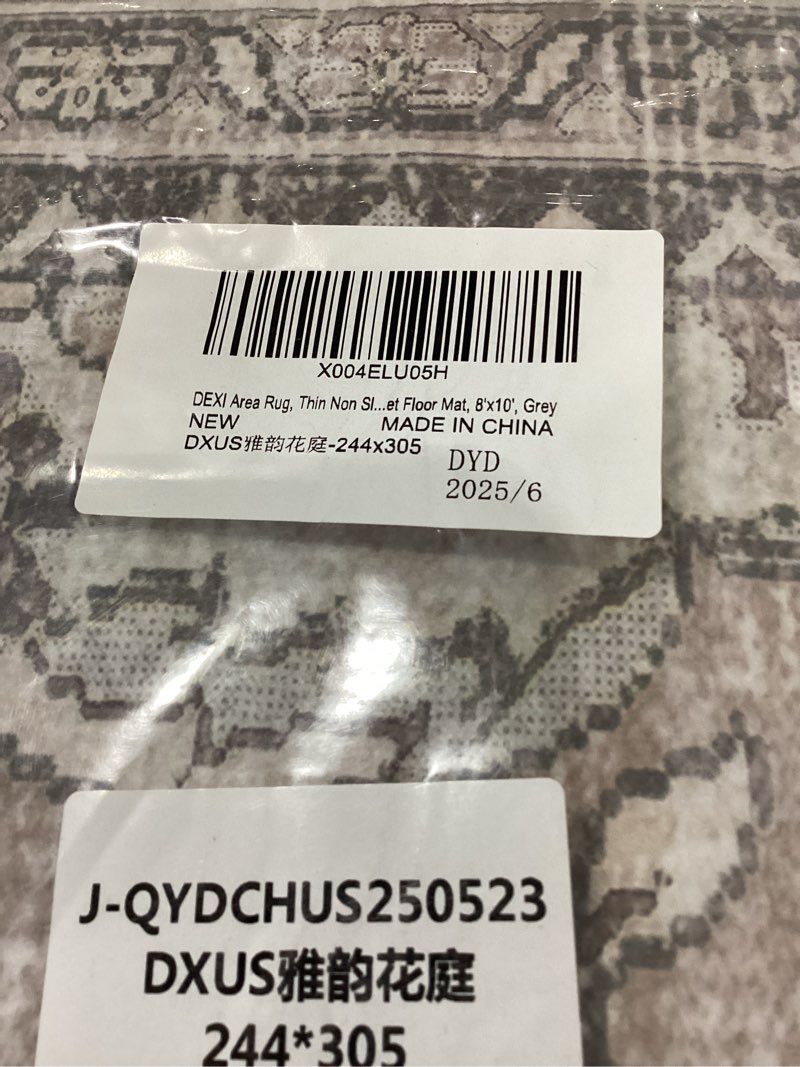 X004ELU05H
DEXI Area Rug, Thin Non Sl...et Floor Mat, 8'x10', Grey
NEW MADE IN CHINA
DXUS雅韵花庭-244x305
DYD
2025/6
J-QYDCHUS250523
DXUS雅韵花庭
244*305